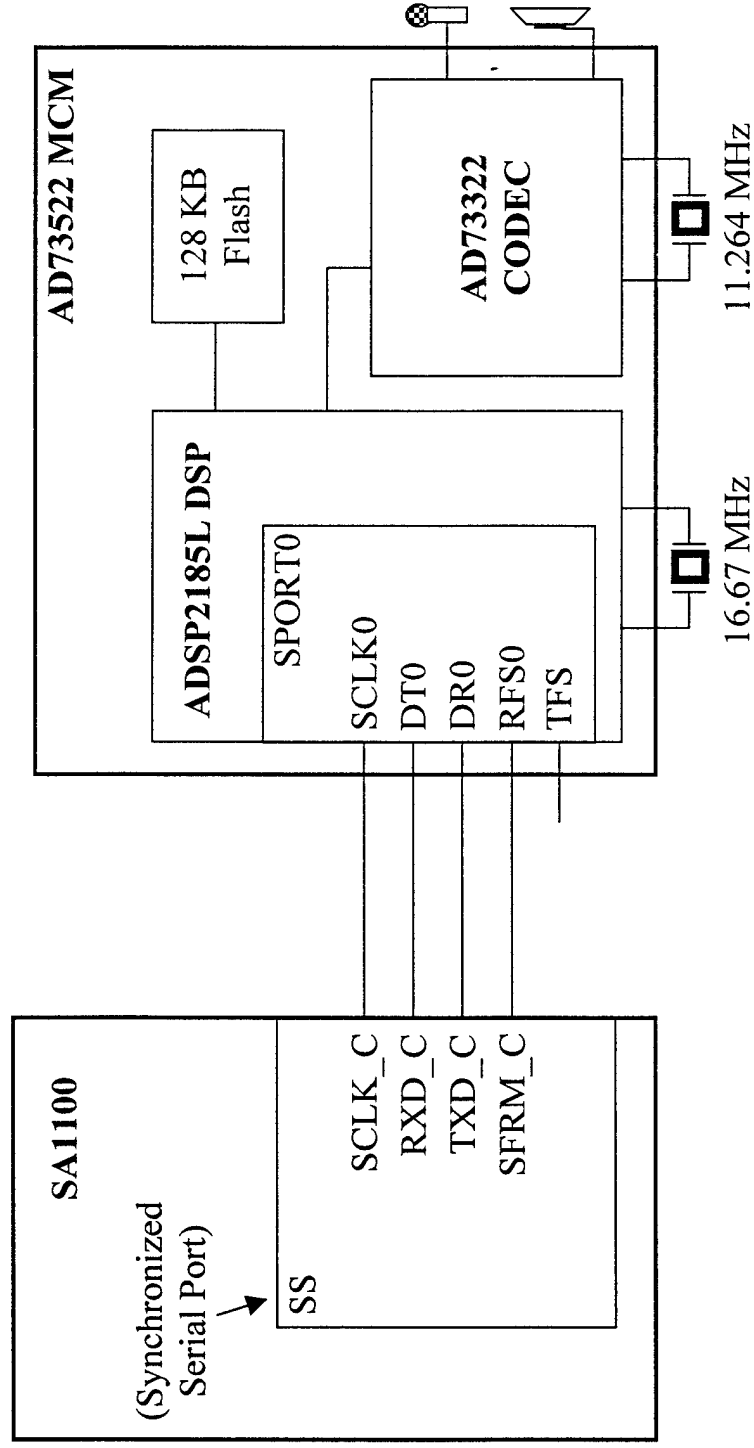 SA1100
(Synchronized
Serial Port)
SS
SCLK_C
RXD_C
TXD_C
SFRM_C
AD73522 MCM
ADSP2185L DSP
SPORT0
SCLK0
DT0
DR0
RFS0
TFS
128 KB
Flash
AD73322
CODEC
16.67 MHz
11.264 MHz